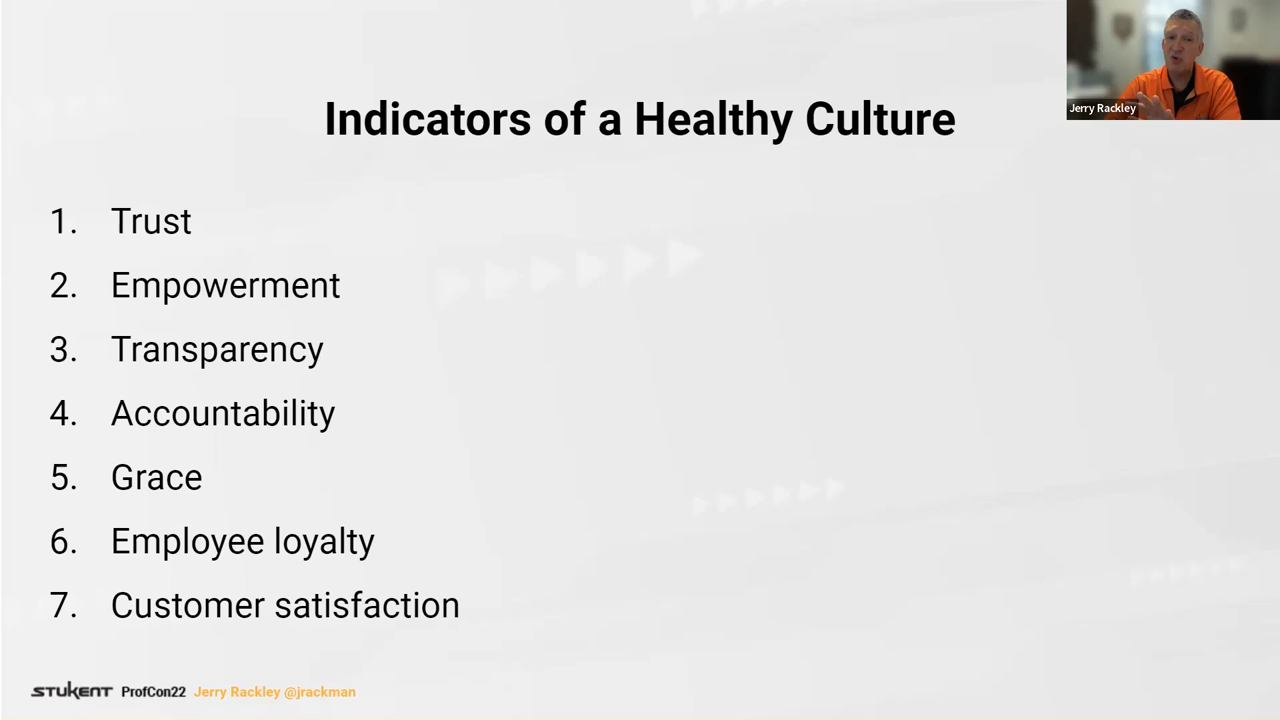 Indicators of a Healthy Culture
Jerry Rackley
1. Trust
2. Empowerment
3. Transparency
4. Accountability
5. Grace
6. Employee loyalty
7. Customer satisfaction
STUKENT ProfCon22 Jerry Rackley @jrackman